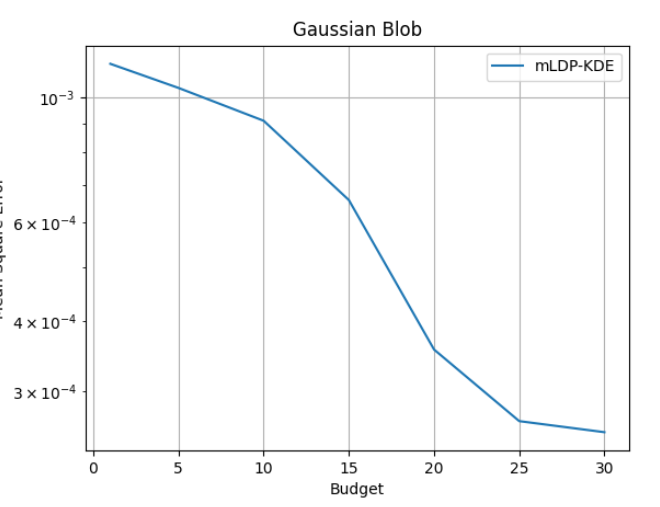 Gaussian Blob
mLDP-KDE
10⁻³
6 × 10⁻⁴
4 × 10⁻⁴
3 × 10⁻⁴
0 5 10 15 20 25 30
Budget